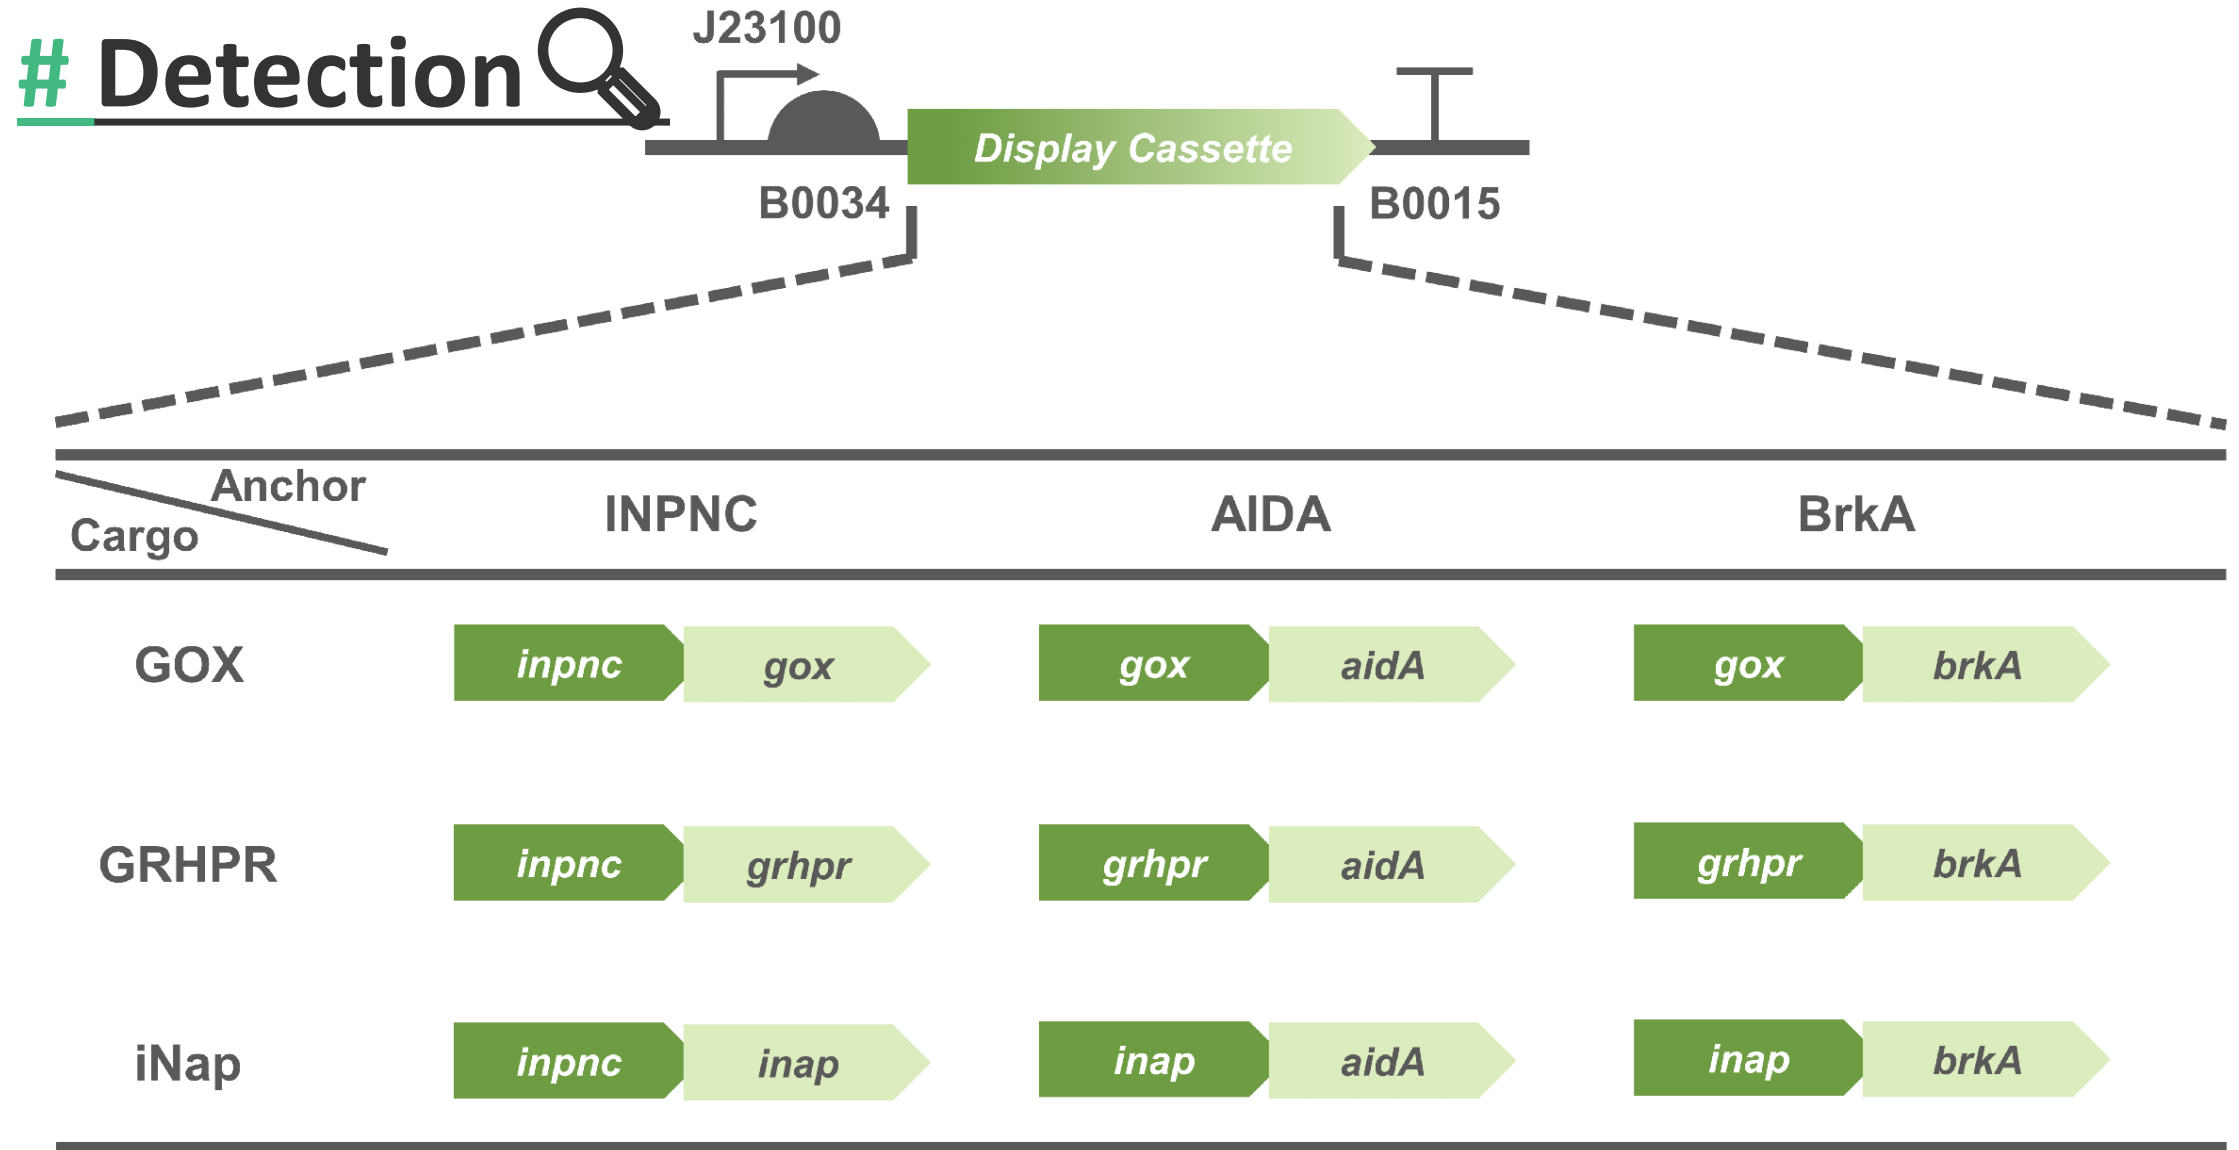 # Detection
J23100
Display Cassette
B0034
B0015
Anchor
Cargo
INPNC
AIDA
BrkA
GOX
inpnc
gox
gox
aidA
gox
brkA
GRHPR
inpnc
grhpr
grhpr
aidA
grhpr
brkA
iNap
inpnc
inap
inap
aidA
inap
brkA